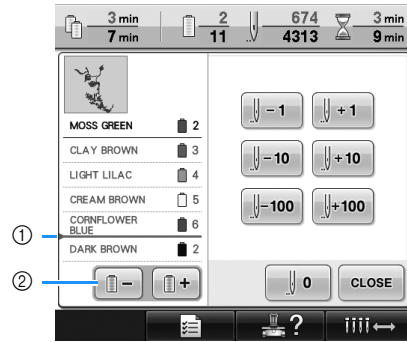 3 min
7 min
2
11
674
4313
3 min
9 min
MOSS GREEN 2
CLAY BROWN 3
LIGHT LILAC 4
CREAM BROWN 5
CORNFLOWER
BLUE 6
DARK BROWN 2
− 1
+ 1
− 10
+ 10
−100
+100
①
②
−
+
0
CLOSE
?